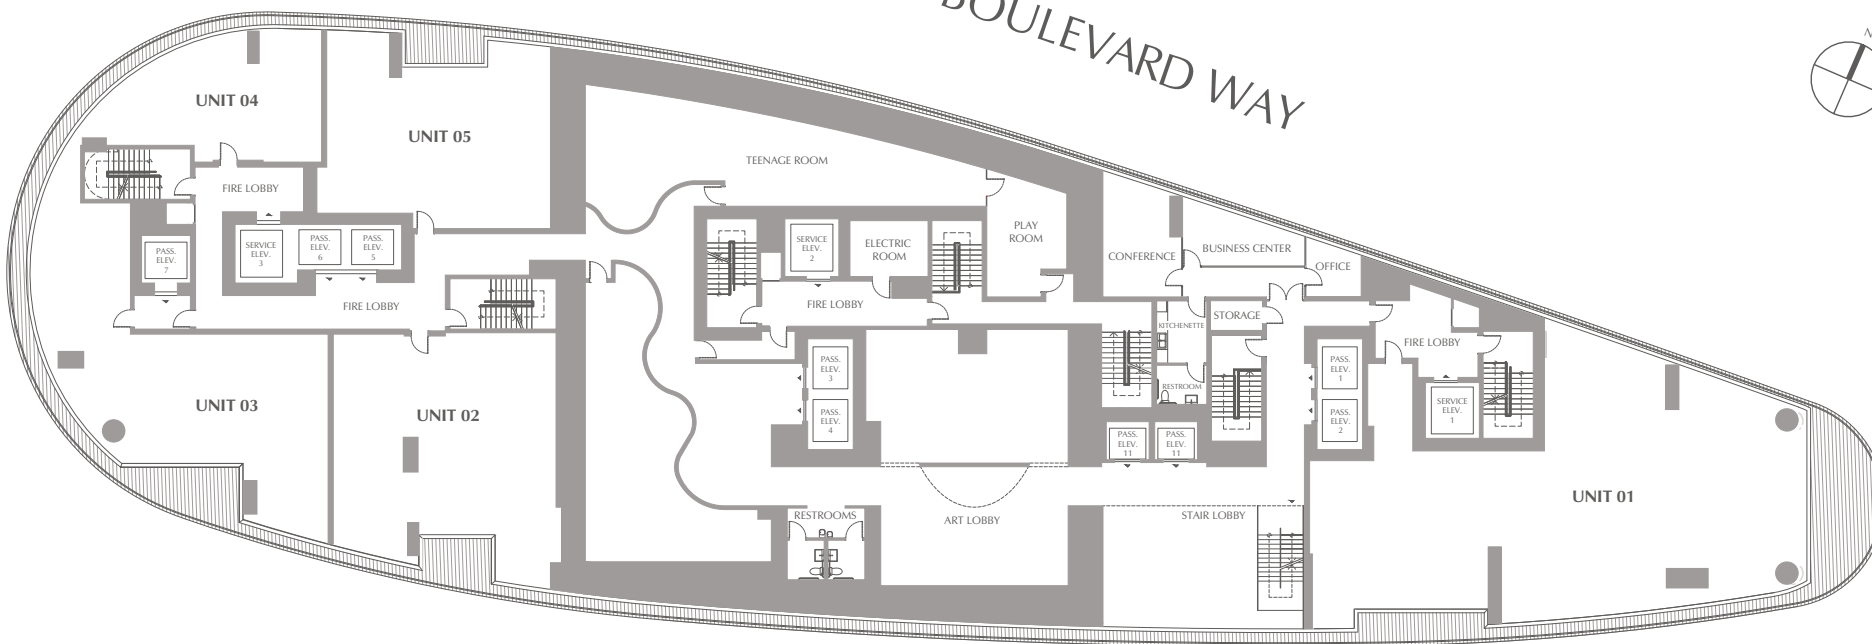 BOULEVARD WAY
N
UNIT 04
UNIT 05
TEENAGE ROOM
FIRE LOBBY
PLAY
ROOM
SERVICE
ELEV.
2
ELECTRIC
ROOM
PASS.
ELEV.
7
SERVICE
ELEV.
3
PASS.
ELEV.
6
PASS.
ELEV.
5
CONFERENCE
BUSINESS CENTER
OFFICE
FIRE LOBBY
FIRE LOBBY
KITCHENETTE
STORAGE
FIRE LOBBY
PASS.
ELEV.
3
PASS.
ELEV.
4
RESTROOM
PASS.
ELEV.
1
PASS.
ELEV.
2
SERVICE
ELEV.
1
UNIT 03
UNIT 02
PASS.
ELEV.
11
PASS.
ELEV.
11
UNIT 01
RESTROOMS
ART LOBBY
STAIR LOBBY